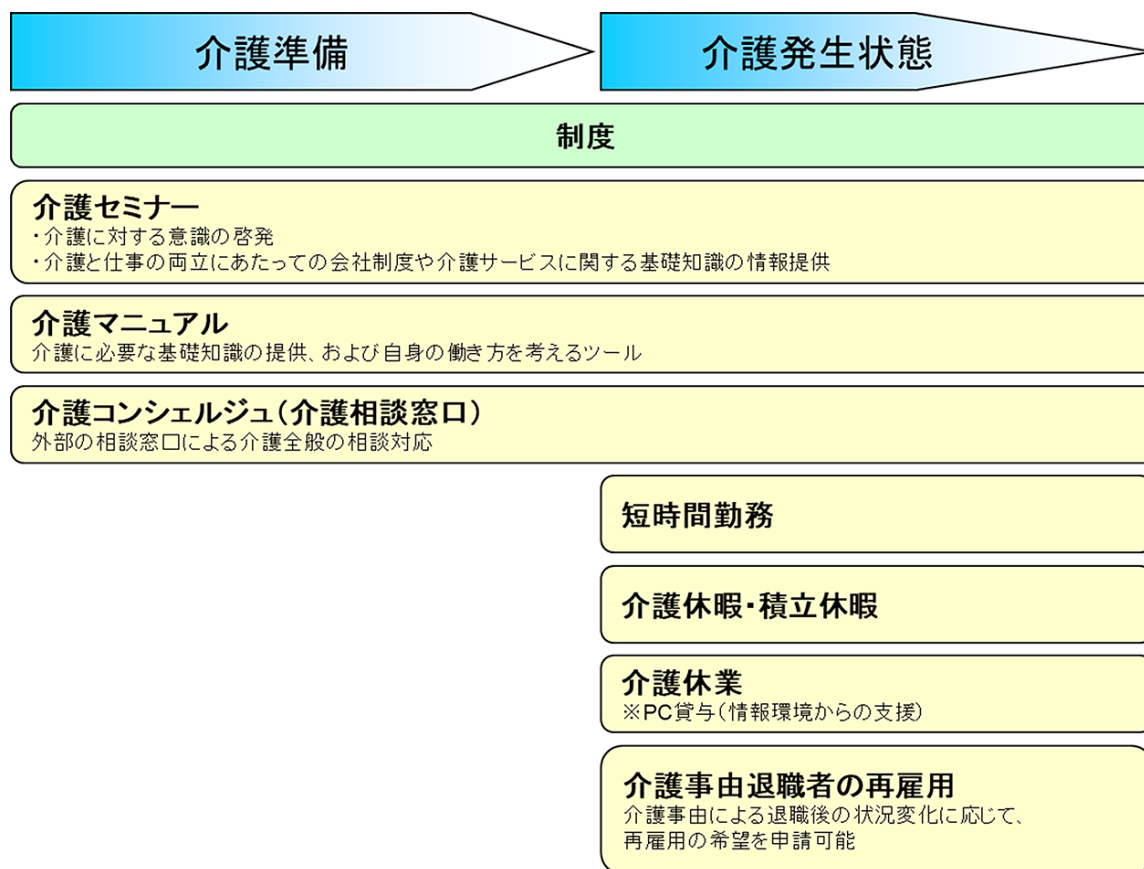 介護準備
介護発生状態
制度
介護セミナー
・介護に対する意識の啓発
・介護と仕事の両立にあたっての会社制度や介護サービスに関する基礎知識の情報提供
介護マニュアル
介護に必要な基礎知識の提供、および自身の働き方を考えるツール
介護コンシェルジュ(介護相談窓口)
外部の相談窓口による介護全般の相談対応
短時間勤務
介護休暇・積立休暇
介護休業
※PC貸与(情報環境からの支援)
介護事由退職者の再雇用
介護事由による退職後の状況変化に応じて、
再雇用の希望を申請可能